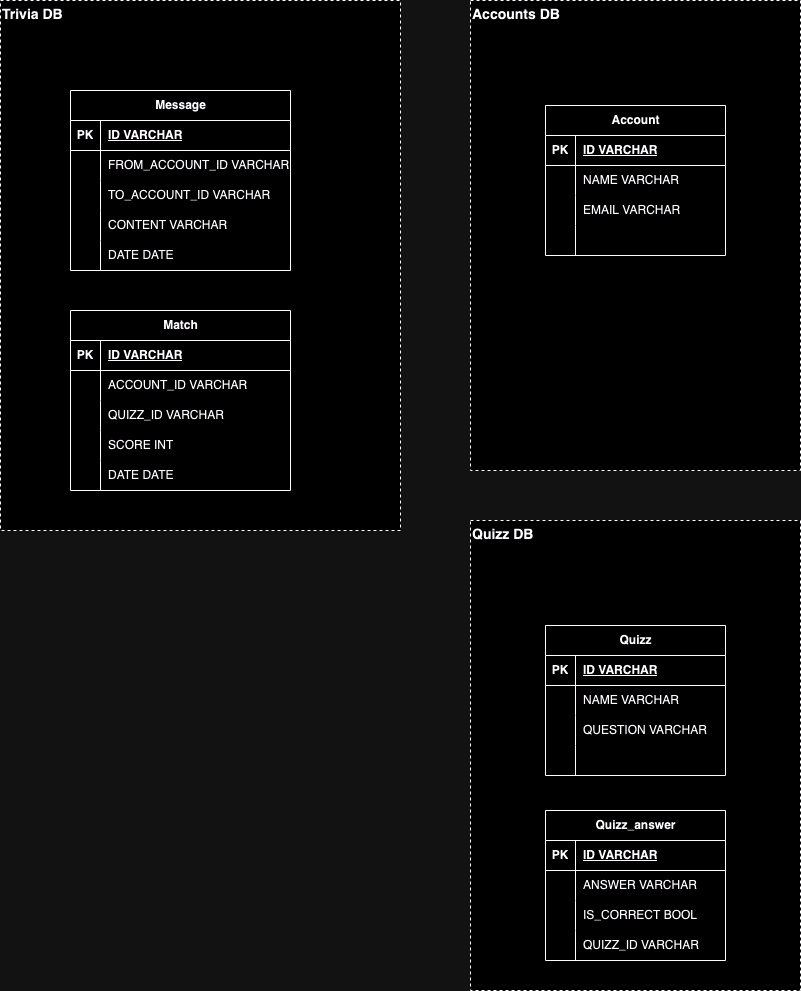 Trivia DB
Message
PK ID VARCHAR
FROM_ACCOUNT_ID VARCHAR
TO_ACCOUNT_ID VARCHAR
CONTENT VARCHAR
DATE DATE
Match
PK ID VARCHAR
ACCOUNT_ID VARCHAR
QUIZZ_ID VARCHAR
SCORE INT
DATE DATE
Accounts DB
Account
PK ID VARCHAR
NAME VARCHAR
EMAIL VARCHAR
Quizz DB
Quizz
PK ID VARCHAR
NAME VARCHAR
QUESTION VARCHAR
Quizz_answer
PK ID VARCHAR
ANSWER VARCHAR
IS_CORRECT BOOL
QUIZZ_ID VARCHAR